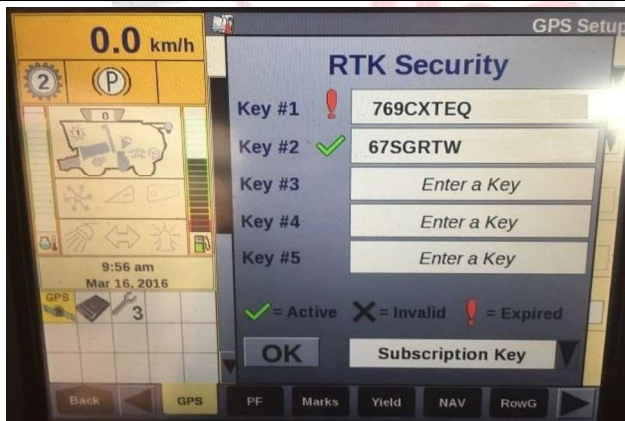 0.0 km/h
GPS Setup
2
(P)
0
RTK Security
Key #1 769CXTEQ
Key #2 67SGRTW
Key #3 Enter a Key
Key #4 Enter a Key
Key #5 Enter a Key
9:56 am
Mar 16, 2016
GPS
3
= Active = Invalid = Expired
OK Subscription Key
Back GPS PF Marks Yield NAV RowG